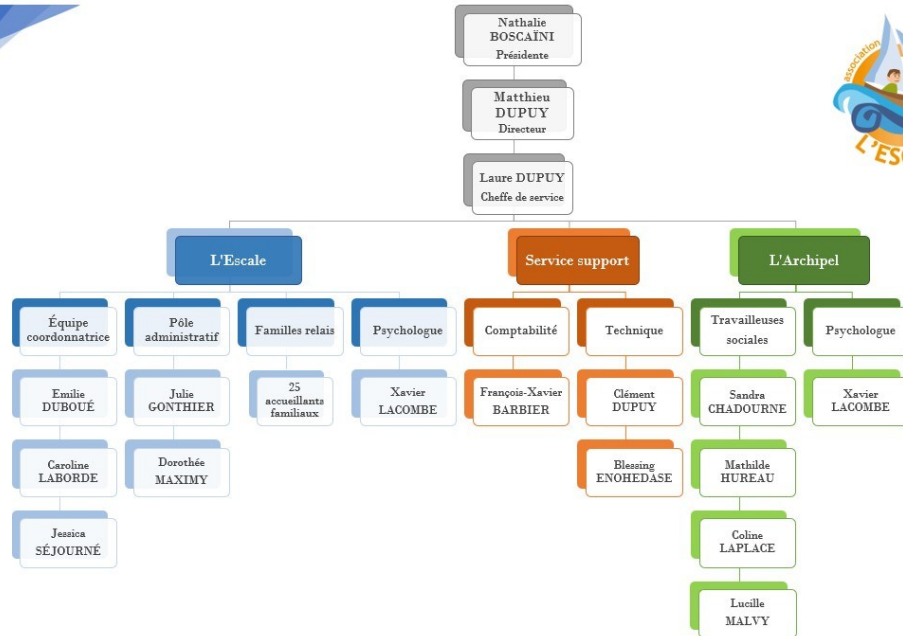 Nathalie
BOSCAÏNI
Présidente
association
L'ESC
Matthieu
DUPUY
Directeur
Laure DUPUY
Cheffe de service
L'Escale
Service support
L'Archipel
Équipe
coordonnatrice
Pôle
administratif
Familles relais
Psychologue
Comptabilité
Technique
Travailleuses
sociales
Psychologue
Emilie
DUBOUÉ
Julie
GONTHIER
25
accueillants
familiaux
Xavier
LACOMBE
François-Xavier
BARBIER
Clément
DUPUY
Sandra
CHADOURNE
Xavier
LACOMBE
Caroline
LABORDE
Dorothée
MAXIMY
Blessing
ENOHEDASE
Mathilde
HUREAU
Jessica
SÉJOURNÉ
Coline
LAPLACE
Lucille
MALVY